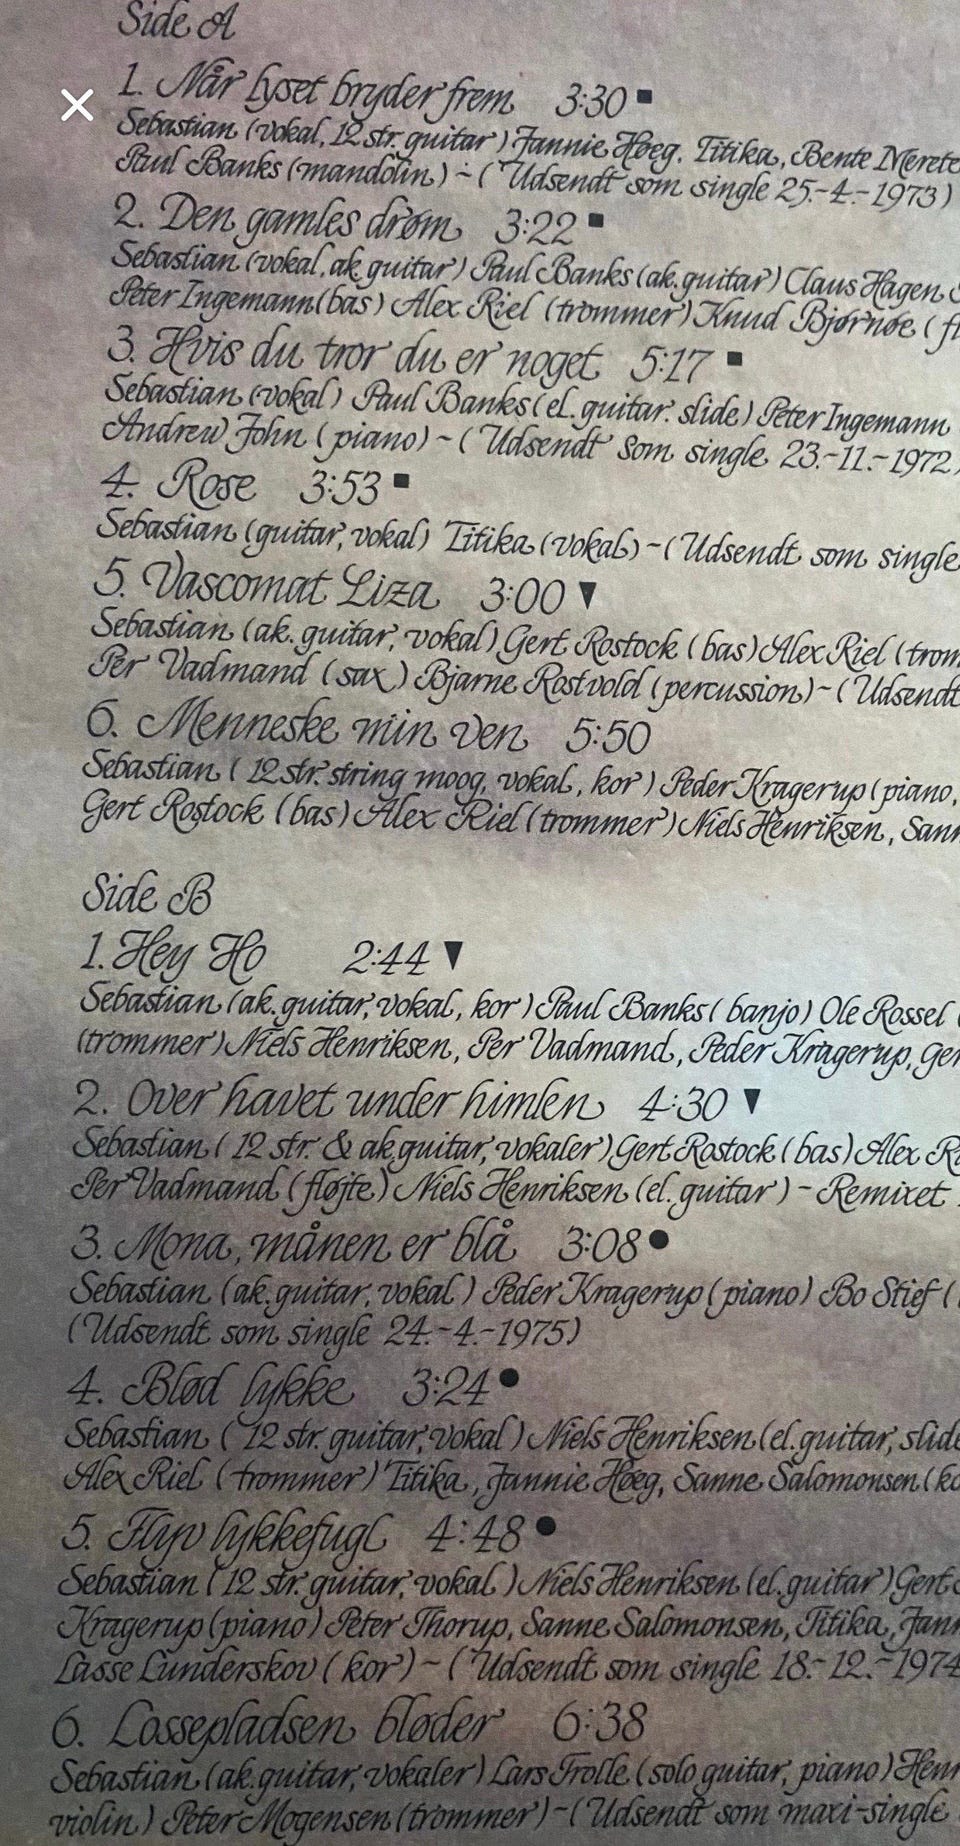 Side A
1. Når lyset bryder frem 3:30 ■
Sebastian (vokal, 12 str. guitar) Jannie Høeg. Titika, Bente Merete
Paul Banks (mandolin) - (Udsendt som single 25.-4.-1973)
2. Den gamles drøm 3:22 ■
Sebastian (vokal, ak. guitar) Paul Banks (ak. guitar) Claus Hagen
Peter Ingemann (bas) Alex Riel (trommer) Knud Bjørnøe (fl
3. Hvis du tror du er noget 5:17 ■
Sebastian (vokal) Paul Banks (el. guitar. slide) Peter Ingemann
Andrew John (piano) - (Udsendt som single 23.-11.-1972)
4. Rose 3:53 ■
Sebastian (guitar, vokal) Titika (vokal) - (Udsendt som single
5. Vascomat Liza 3:00 ▼
Sebastian (ak. guitar, vokal) Gert Rostock (bas) Alex Riel (trom
Per Vadmand (sax) Bjarne Rostvold (percussion) - (Udsendt
6. Menneske min ven 5:50
Sebastian (12 str. string moog, vokal, kor) Peder Kragerup (piano,
Gert Rostock (bas) Alex Riel (trommer) Niels Henriksen, Sann
Side B
1. Hey Ho 2:44 ▼
Sebastian (ak. guitar, vokal, kor) Paul Banks (banjo) Ole Rossel (
(trommer) Niels Henriksen, Per Vadmand, Peder Kragerup, Ger
2. Over havet under himlen 4:30 ▼
Sebastian (12 str. & ak guitar, vokaler) Gert Rostock (bas) Alex Ri
Per Vadmand (fløjte) Niels Henriksen (el. guitar) - Remixet
3. Mona, månen er blå 3:08 ●
Sebastian (ak. guitar, vokal) Peder Kragerup (piano) Bo Stief (
(Udsendt som single 24.-4.-1975)
4. Blød lykke 3:24 ●
Sebastian (12 str. guitar, vokal) Niels Henriksen (el. guitar, slide
Alex Riel (trommer) Titika, Jannie Høeg, Sanne Salomonsen (ko
5. Flyv lykkefugl 4:48 ●
Sebastian (12 str. guitar, vokal) Niels Henriksen (el. guitar) Gert
Kragerup (piano) Peter Thorup, Sanne Salomonsen, Titika, Jann
Lasse Lunderskov (kor) - (Udsendt som single 18.-12.-1974
6. Lossepladsen bløder 6:38
Sebastian (ak. guitar, vokaler) Lars Trolle (solo guitar, piano) Henr
violin) Peter Mogensen (trommer) - (Udsendt som maxi-single